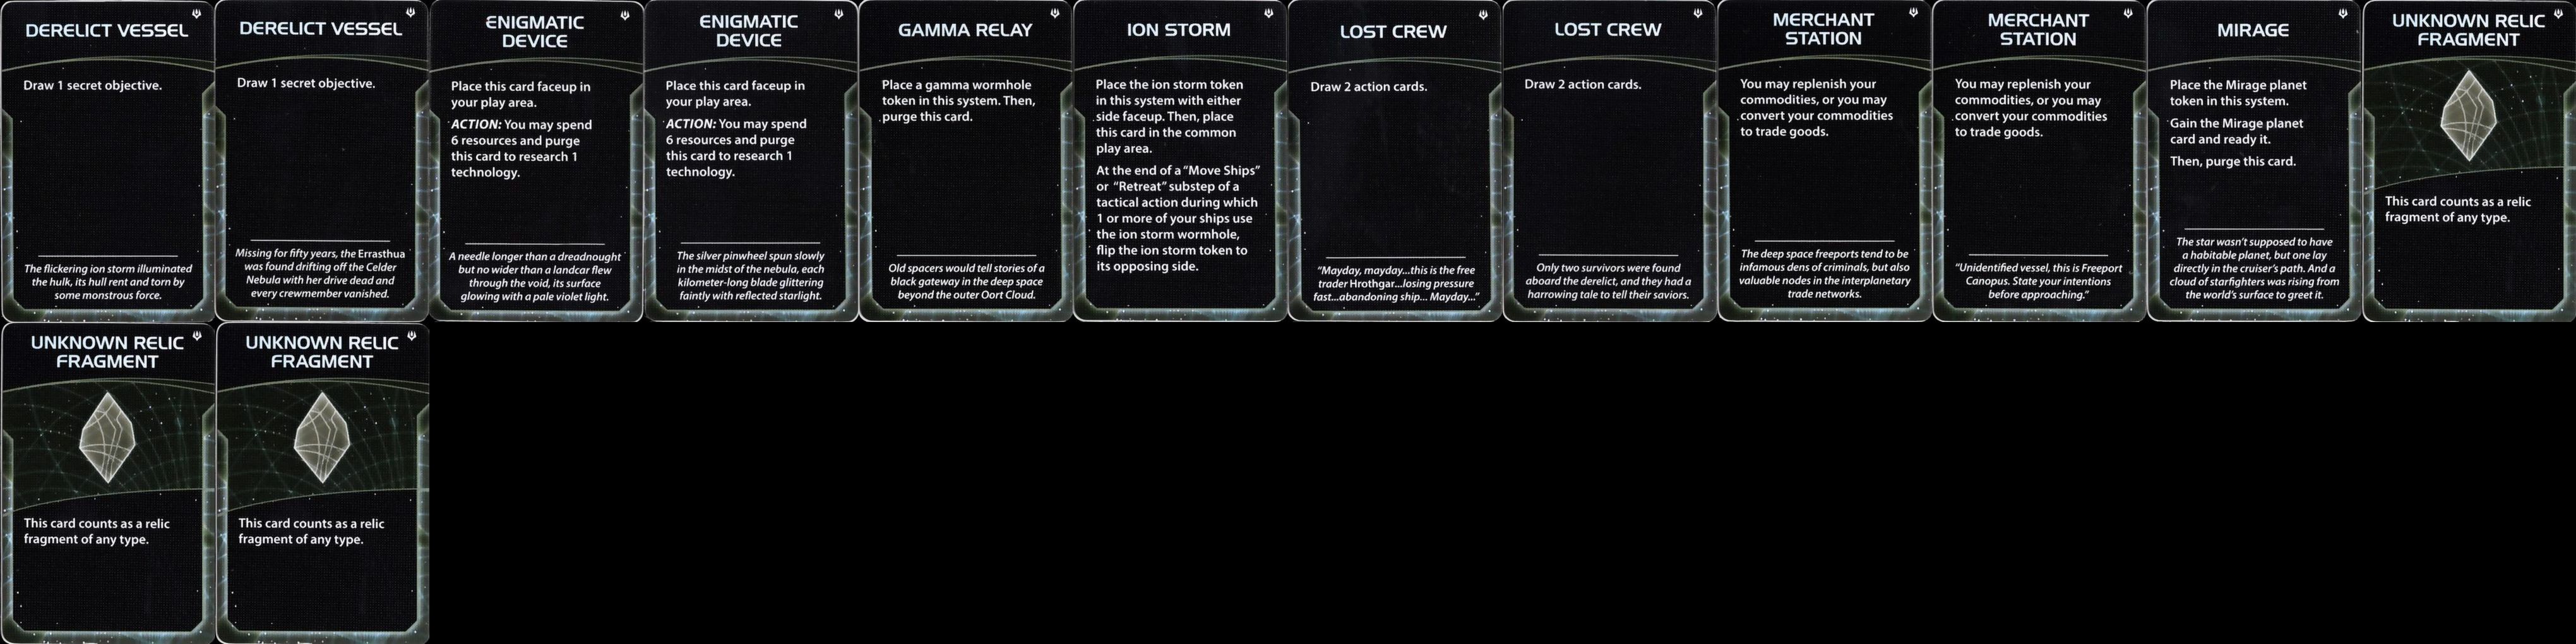 DERELICT VESSEL
Draw 1 secret objective.
The flickering ion storm illuminated
the hulk, its hull rent and torn by
some monstrous force.
DERELICT VESSEL
Draw 1 secret objective.
Missing for fifty years, the Errasthua
was found drifting off the Celder
Nebula with her drive dead and
every crewmember vanished.
ENIGMATIC
DEVICE
Place this card faceup in
your play area.
ACTION: You may spend
6 resources and purge
this card to research 1
technology.
A needle longer than a dreadnought
but no wider than a landcar flew
through the void, its surface
glowing with a pale violet light.
ENIGMATIC
DEVICE
Place this card faceup in
your play area.
ACTION: You may spend
6 resources and purge
this card to research 1
technology.
The silver pinwheel spun slowly
in the midst of the nebula, each
kilometer-long blade glittering
faintly with reflected starlight.
GAMMA RELAY
Place a gamma wormhole
token in this system. Then,
purge this card.
Old spacers would tell stories of a
black gateway in the deep space
beyond the outer Oort Cloud.
ION STORM
Place the ion storm token
in this system with either
side faceup. Then, place
this card in the common
play area.
At the end of a “Move Ships”
or “Retreat” substep of a
tactical action during which
1 or more of your ships use
the ion storm wormhole,
flip the ion storm token to
its opposing side.
LOST CREW
Draw 2 action cards.
“Mayday, mayday...this is the free
trader Hrothgar...losing pressure
fast...abandoning ship... Mayday...”
LOST CREW
Draw 2 action cards.
Only two survivors were found
aboard the derelict, and they had a
harrowing tale to tell their saviors.
MERCHANT
STATION
You may replenish your
commodities, or you may
convert your commodities
to trade goods.
The deep space freeports tend to be
infamous dens of criminals, but also
valuable nodes in the interplanetary
trade networks.
MERCHANT
STATION
You may replenish your
commodities, or you may
convert your commodities
to trade goods.
“Unidentified vessel, this is Freeport
Canopus. State your intentions
before approaching.”
MIRAGE
Place the Mirage planet
token in this system.
Gain the Mirage planet
card and ready it.
Then, purge this card.
The star wasn’t supposed to have
a habitable planet, but one lay
directly in the cruiser’s path. And a
cloud of starfighters was rising from
the world’s surface to greet it.
UNKNOWN RELIC
FRAGMENT
This card counts as a relic
fragment of any type.
UNKNOWN RELIC
FRAGMENT
This card counts as a relic
fragment of any type.
UNKNOWN RELIC
FRAGMENT
This card counts as a relic
fragment of any type.